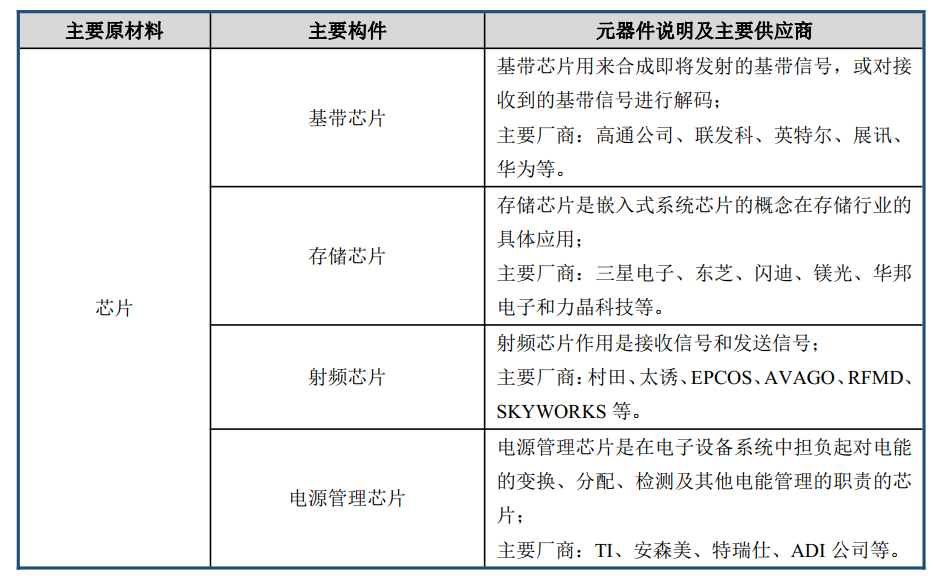 主要原材料 主要构件 元器件说明及主要供应商
芯片
基带芯片
基带芯片用来合成即将发射的基带信号，或对接
收到的基带信号进行解码；
主要厂商：高通公司、联发科、英特尔、展讯、
华为等。
存储芯片
存储芯片是嵌入式系统芯片的概念在存储行业的
具体应用；
主要厂商：三星电子、东芝、闪迪、镁光、华邦
电子和力晶科技等。
射频芯片
射频芯片作用是接收信号和发送信号；
主要厂商：村田、太诱、EPCOS、AVAGO、RFMD、
SKYWORKS 等。
电源管理芯片
电源管理芯片是在电子设备系统中担负起对电能
的变换、分配、检测及其他电能管理的职责的芯
片；
主要厂商：TI、安森美、特瑞仕、ADI 公司等。